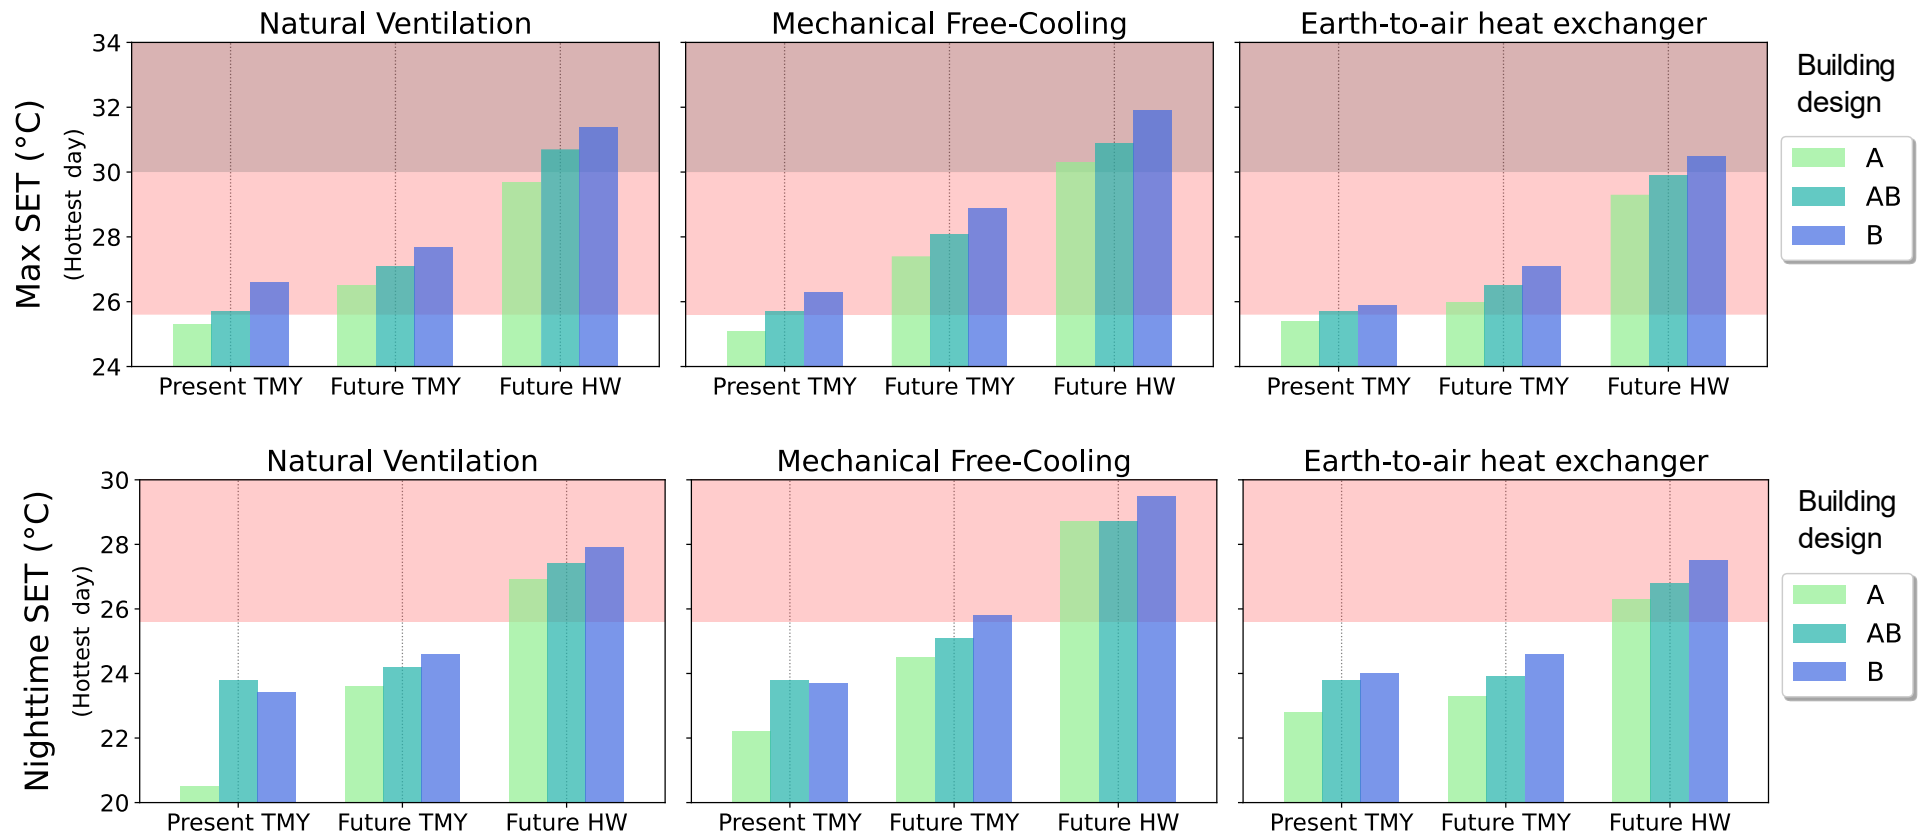 Natural Ventilation
Mechanical Free-Cooling
Earth-to-air heat exchanger
Max SET (°C)
(Hottest day)
34
32
30
28
26
24
Present TMY Future TMY Future HW
Present TMY Future TMY Future HW
Present TMY Future TMY Future HW
Building
design
A
AB
B
Natural Ventilation
Mechanical Free-Cooling
Earth-to-air heat exchanger
Nighttime SET (°C)
(Hottest day)
30
28
26
24
22
20
Present TMY Future TMY Future HW
Present TMY Future TMY Future HW
Present TMY Future TMY Future HW
Building
design
A
AB
B